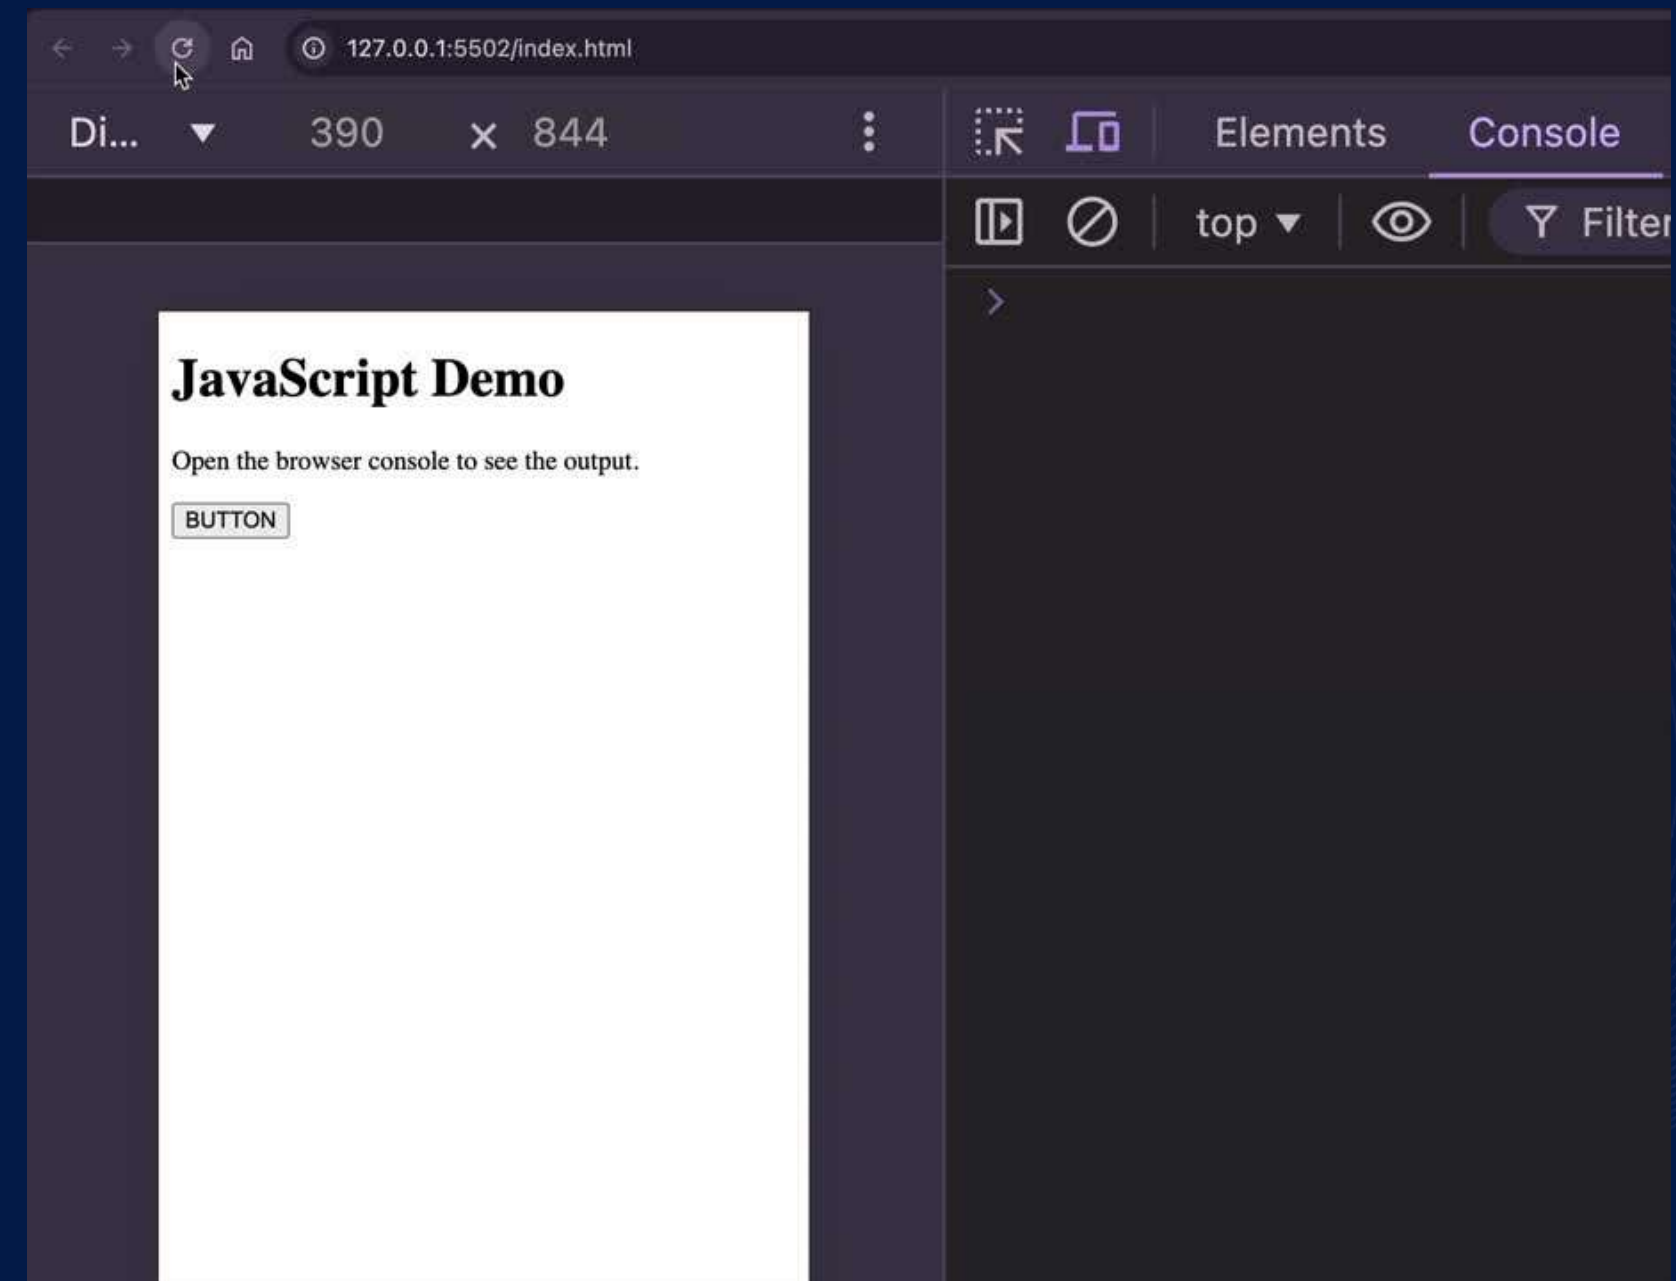 127.0.0.1:5502/index.html
Di... 390 x 844
Elements Console
top Filter
JavaScript Demo
Open the browser console to see the output.
BUTTON